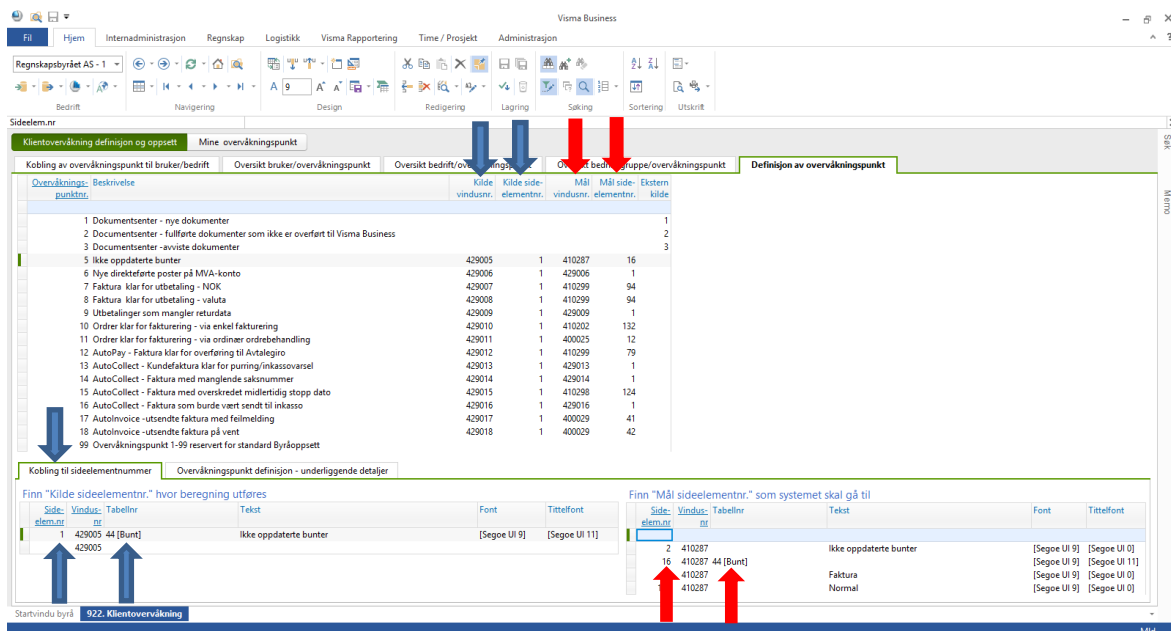 Visma Business
Fil Hjem Internadministrasjon Regnskap Logistikk Visma Rapportering Time / Prosjekt Administrasjon
Regnskapsbyrået AS - 1
A 9
Bedrift Navigering Design Redigering Lagring Søking Sortering Utskrift
Sideelem.nr
Klientovervåkning definisjon og oppsett Mine overvåkningspunkt
Kobling av overvåkningspunkt til bruker/bedrift Oversikt bruker/overvåkningspunkt Oversikt bedrift/ov Definisjon av overvåkningspunkt
Overvåknings- Beskrivelse Kilde Kilde side- Mål Mål side- Ekstern
punktnr. vindusnr. elementnr. vindusnr. elementnr. kilde
1 Dokumentsenter - nye dokumenter 1
2 Documentsenter - fullførte dokumenter som ikke er overført til Visma Business 2
3 Documentsenter -avviste dokumenter 3
5 Ikke oppdaterte bunter 429005 1 410287 16
6 Nye direkteførte poster på MVA-konto 429006 1 429006 1
7 Faktura klar for utbetaling - NOK 429007 1 410299 94
8 Faktura klar for utbetaling - valuta 429008 1 410299 94
9 Utbetalinger som mangler returdata 429009 1 429009 1
10 Ordrer klar for fakturering - via enkel fakturering 429010 1 410202 132
11 Ordrer klar for fakturering - via ordinær ordrebehandling 429011 1 400025 12
12 AutoPay - Faktura klar for overføring til Avtalegiro 429012 1 410299 79
13 AutoCollect - Kundefaktura klar for purring/inkassovarsel 429013 1 429013 1
14 AutoCollect - Faktura med manglende saksnummer 429014 1 429014 1
15 AutoCollect - Faktura med overskredet midlertidig stopp dato 429015 1 410298 124
16 AutoCollect - Faktura som burde vært sendt til inkasso 429016 1 429016 1
17 AutoInvoice -utsendte faktura med feilmelding 429017 1 400029 41
18 AutoInvoice -utsendte faktura på vent 429018 1 400029 42
99 Overvåkningspunkt 1-99 reservert for standard Byråoppsett
Søk
Memo
Kobling til sideelementnummer Overvåkningspunkt definisjon - underliggende detaljer
Finn "Kilde sideelementnr." hvor beregning utføres
Side- Vindus- Tabellnr Tekst Font Tittelfont
elem.nr nr
1 429005 44 [Bunt] Ikke oppdaterte bunter [Segoe UI 9] [Segoe UI 11]
429005
Finn "Mål sideelementnr." som systemet skal gå til
Side- Vindus- Tabellnr Tekst Font Tittelfont
elem.nr nr
2 410287 Ikke oppdaterte bunter [Segoe UI 9] [Segoe UI 0]
16 410287 44 [Bunt] [Segoe UI 9] [Segoe UI 11]
410287 Faktura [Segoe UI 9] [Segoe UI 0]
410287 Normal [Segoe UI 9] [Segoe UI 0]
Startvindu byrå 922. Klientovervåkning